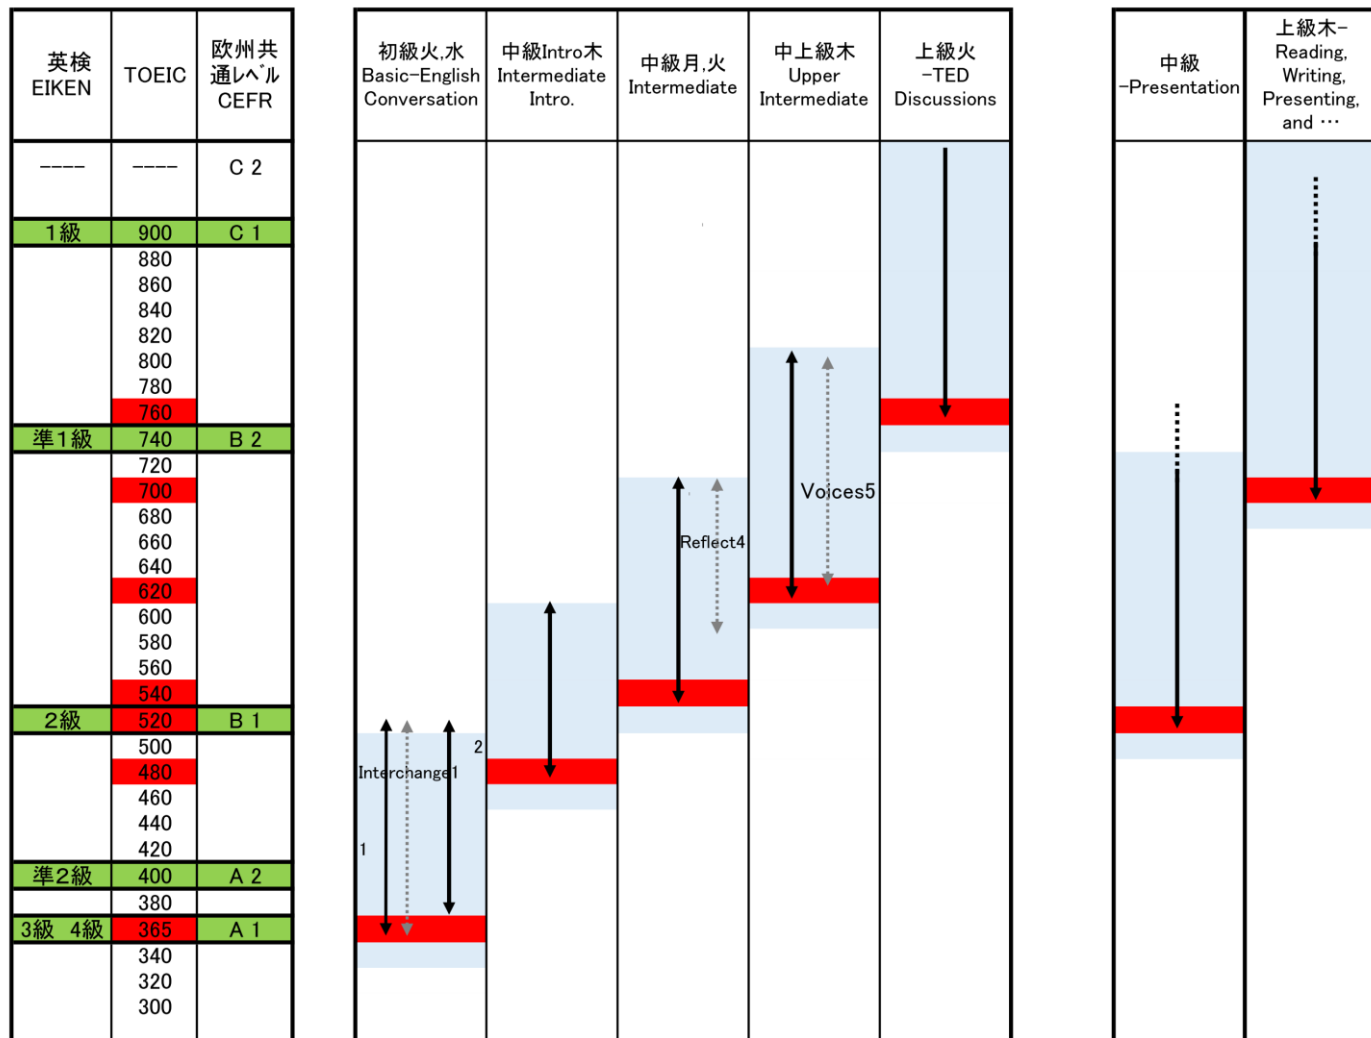 英検
EIKEN
TOEIC
欧州共
通レベル
CEFR
初級火,水
Basic-English
Conversation
中級Intro木
Intermediate
Intro.
中級月,火
Intermediate
中上級木
Upper
Intermediate
上級火
-TED
Discussions
中級
-Presentation
上級木-
Reading,
Writing,
Presenting,
and …
---- ---- C 2
1級 900 C 1
880
860
840
820
800
780
760
準1級 740 B 2
720
700
Voices5
680
660
Reflect4
640
620
600
580
560
540
2級 520 B 1
500
2
480
Interchange1
460
440
420
1
準2級 400 A 2
380
3級 4級 365 A 1
340
320
300